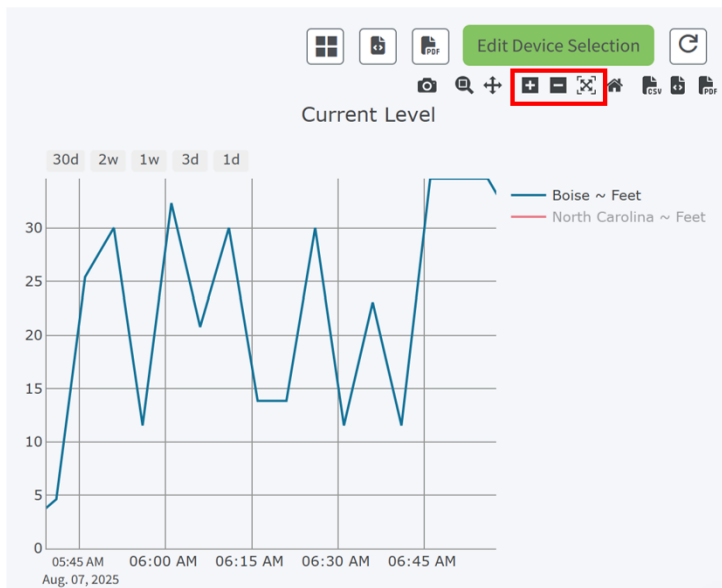 PDF
Edit Device Selection
CSV
PDF
Current Level
30d 2w 1w 3d 1d
Boise ~ Feet
North Carolina ~ Feet
30
25
20
15
10
5
0
05:45 AM 06:00 AM 06:15 AM 06:30 AM 06:45 AM
Aug. 07, 2025